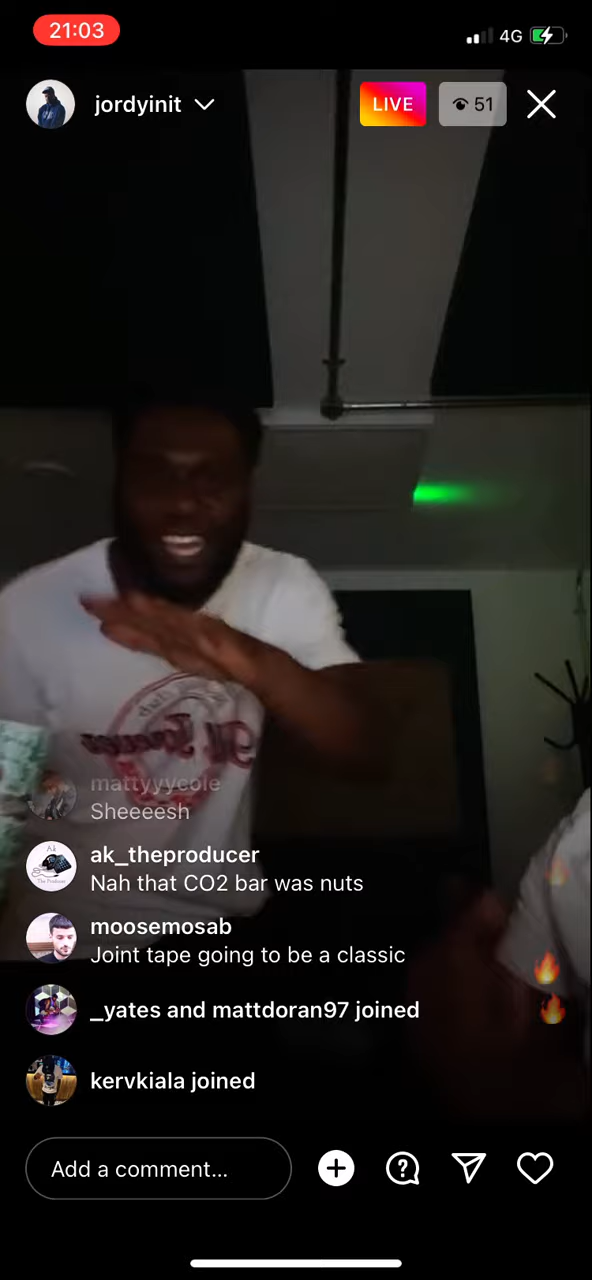 21:03
4G
jordyinit
LIVE
51
mattyyycole
Sheeeesh
ak_theproducer
Nah that CO2 bar was nuts
moosemosab
Joint tape going to be a classic
_yates and mattdoran97 joined
kervkiala joined
Add a comment...